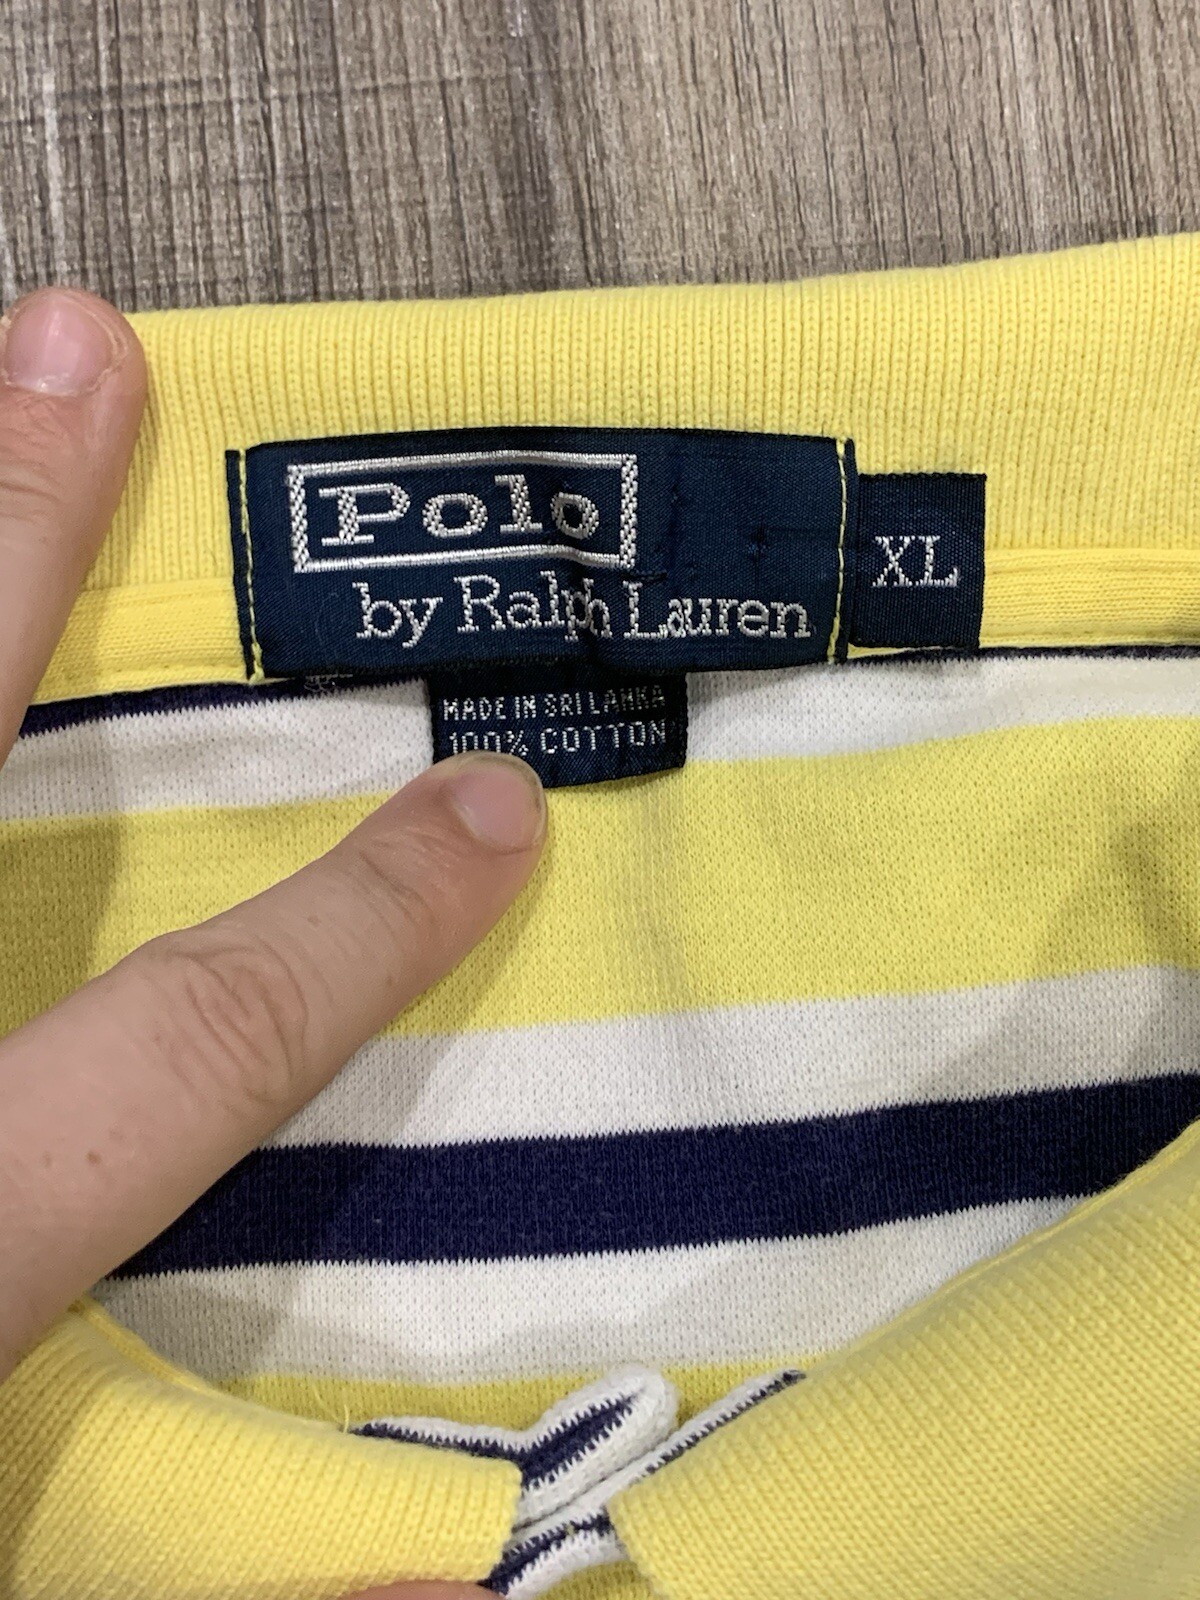 Polo
by Ralph Lauren
XL
MADE IN SRI LANKA
100% COTTON